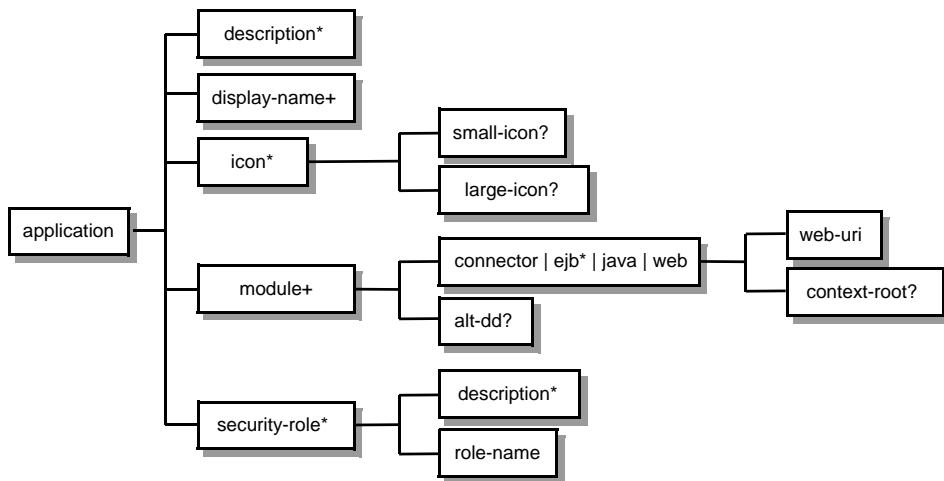 description*
display-name+
icon*
small-icon?
large-icon?
application
module+
connector | ejb* | java | web
web-uri
context-root?
alt-dd?
security-role*
description*
role-name